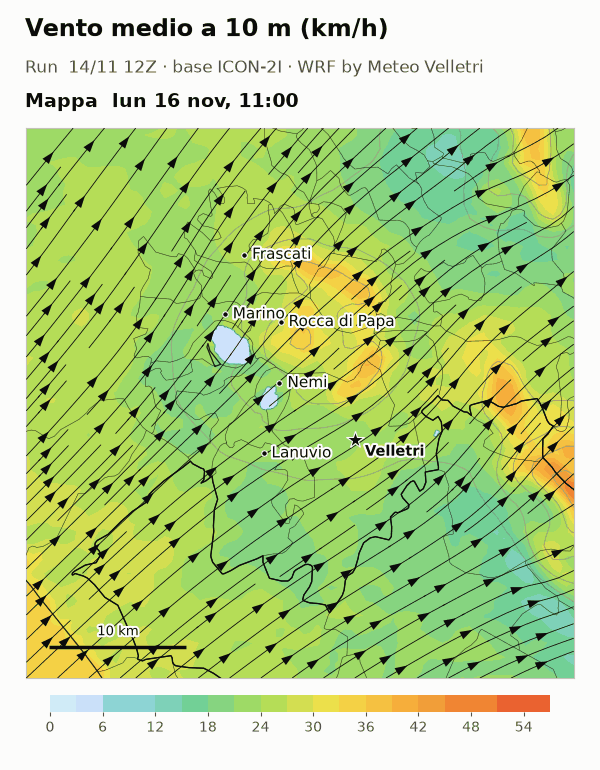 Vento medio a 10 m (km/h)
Run 14/11 12Z · base ICON-2I · WRF by Meteo Velletri
Mappa lun 16 nov, 11:00
Frascati
Marino
Rocca di Papa
Nemi
Velletri
Lanuvio
10 km
0 6 12 18 24 30 36 42 48 54